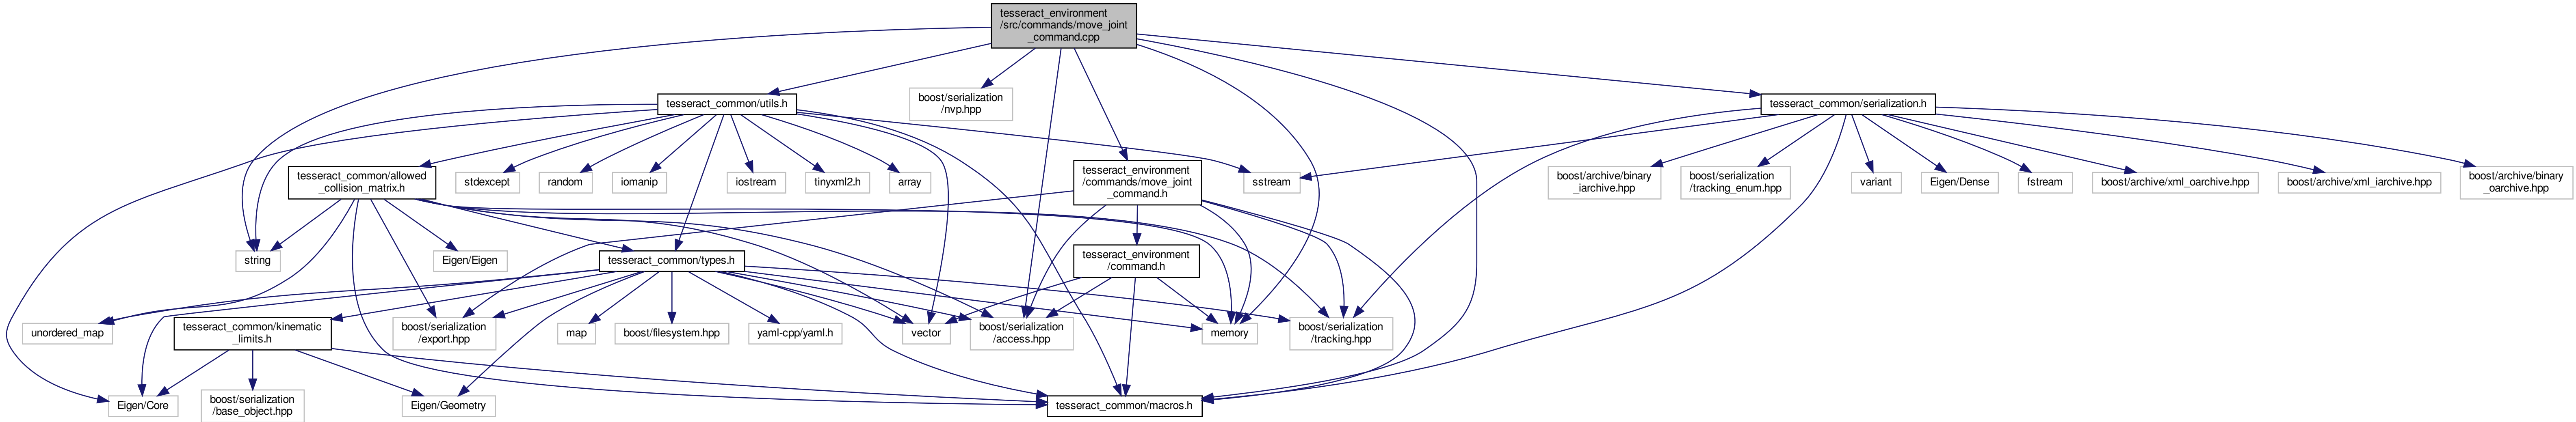 tesseract_environment
/src/commands/move_joint
_command.cpp
tesseract_common/utils.h
boost/serialization
/nvp.hpp
tesseract_common/serialization.h
tesseract_common/allowed
_collision_matrix.h
stdexcept
random
iomanip
iostream
tinyxml2.h
array
tesseract_environment
/commands/move_joint
_command.h
sstream
boost/archive/binary
_iarchive.hpp
boost/serialization
/tracking_enum.hpp
variant
Eigen/Dense
fstream
boost/archive/xml_oarchive.hpp
boost/archive/xml_iarchive.hpp
boost/archive/binary
_oarchive.hpp
string
Eigen/Eigen
tesseract_common/types.h
tesseract_environment
/command.h
unordered_map
tesseract_common/kinematic
_limits.h
boost/serialization
/export.hpp
map
boost/filesystem.hpp
yaml-cpp/yaml.h
vector
boost/serialization
/access.hpp
memory
boost/serialization
/tracking.hpp
Eigen/Core
boost/serialization
/base_object.hpp
Eigen/Geometry
tesseract_common/macros.h